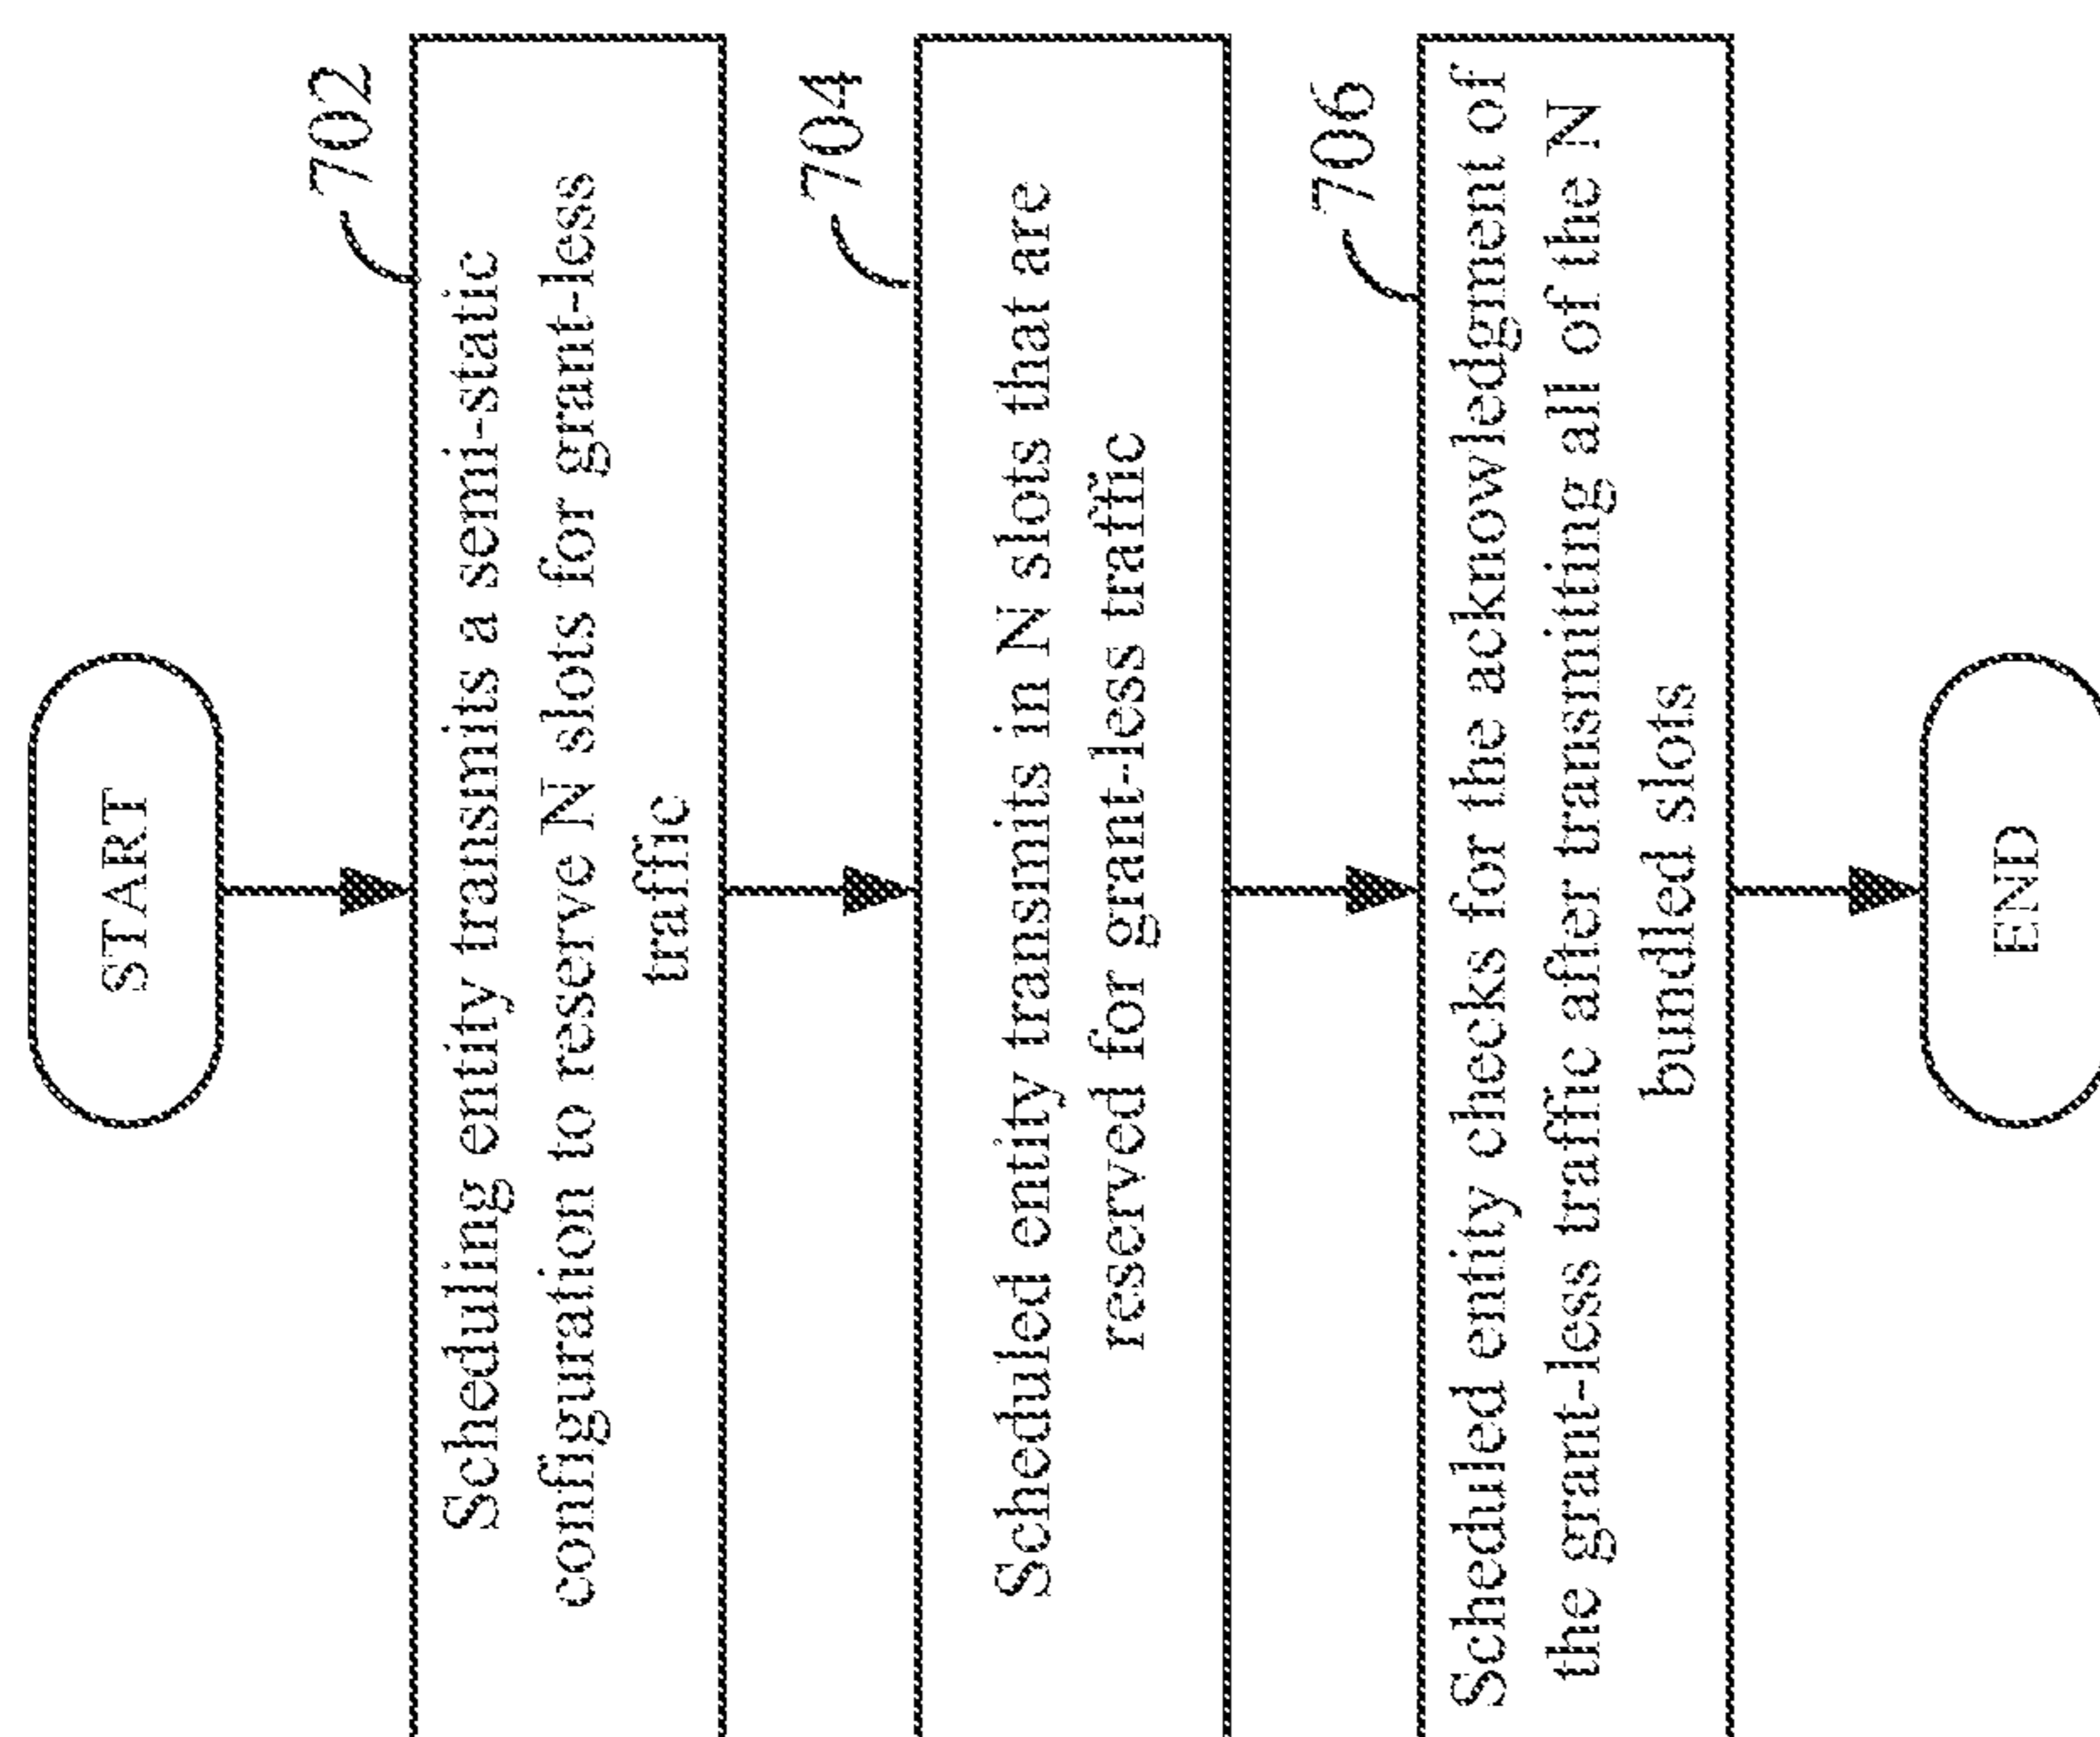 START
702
Scheduling entity transmits a semi-static
configuration to reserve N slots for grant-less
traffic
704
Scheduled entity transmits in N slots that are
reserved for grant-less traffic
706
Scheduled entity checks for the acknowledgment of
the grant-less traffic after transmitting all of the N
bundled slots
END